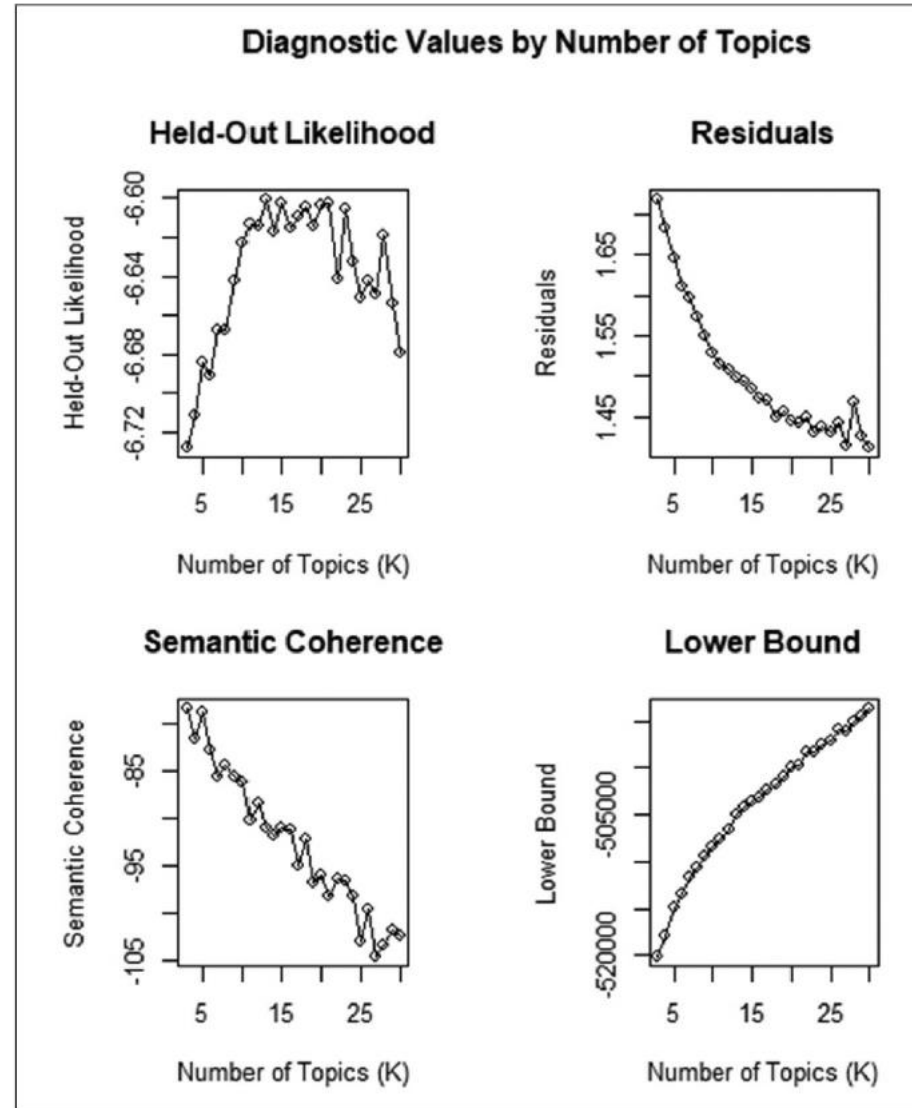 Diagnostic Values by Number of Topics
Held-Out Likelihood
Held-Out Likelihood
-6.60
-6.64
-6.68
-6.72
5 15 25
Number of Topics (K)
Residuals
Residuals
1.65
1.55
1.45
5 15 25
Number of Topics (K)
Semantic Coherence
Semantic Coherence
-85
-95
-105
5 15 25
Number of Topics (K)
Lower Bound
Lower Bound
-505000
-520000
5 15 25
Number of Topics (K)